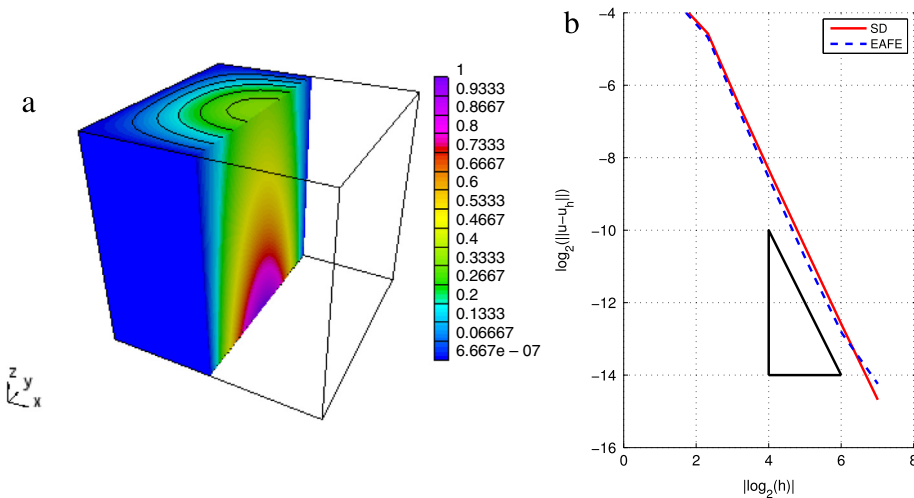 a
1
0.9333
0.8667
0.8
0.7333
0.6667
0.6
0.5333
0.4667
0.4
0.3333
0.2667
0.2
0.1333
0.06667
6.667e − 07
z
y
x
b
SD
EAFE
−4
−6
−8
−10
−12
−14
−16
log2(||u-uh||)
0
2
4
6
8
|log2(h)|